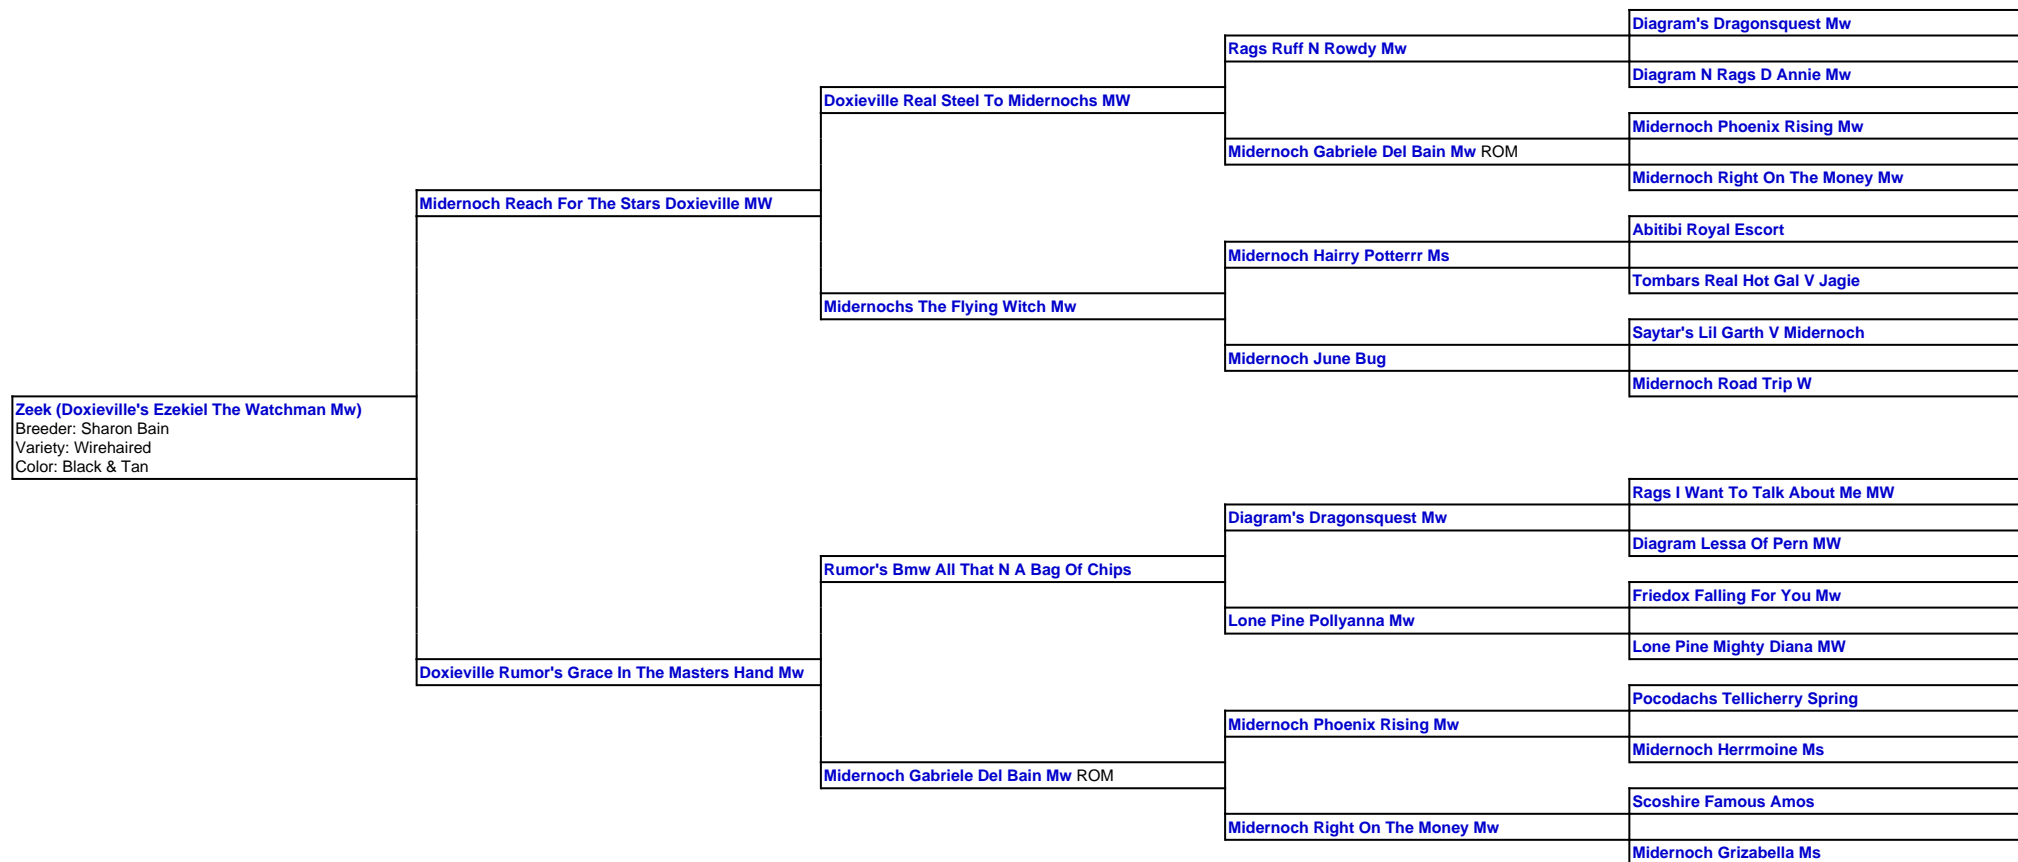 Diagram's Dragonsquest Mw
Rags Ruff N Rowdy Mw
Diagram N Rags D Annie Mw
Doxieville Real Steel To Midernochs MW
Midernoch Phoenix Rising Mw
Midernoch Gabriele Del Bain Mw ROM
Midernoch Right On The Money Mw
Midernoch Reach For The Stars Doxieville MW
Abitibi Royal Escort
Midernoch Hairry Potterrr Ms
Tombars Real Hot Gal V Jagie
Midernochs The Flying Witch Mw
Saytar's Lil Garth V Midernoch
Midernoch June Bug
Midernoch Road Trip W
Zeek (Doxieville's Ezekiel The Watchman Mw)
Breeder: Sharon Bain
Variety: Wirehaired
Color: Black & Tan
Rags I Want To Talk About Me MW
Diagram's Dragonsquest Mw
Diagram Lessa Of Pern MW
Rumor's Bmw All That N A Bag Of Chips
Friedox Falling For You Mw
Lone Pine Pollyanna Mw
Lone Pine Mighty Diana MW
Doxieville Rumor's Grace In The Masters Hand Mw
Pocodachs Tellicherry Spring
Midernoch Phoenix Rising Mw
Midernoch Herrmoine Ms
Midernoch Gabriele Del Bain Mw ROM
Scoshire Famous Amos
Midernoch Right On The Money Mw
Midernoch Grizabella Ms